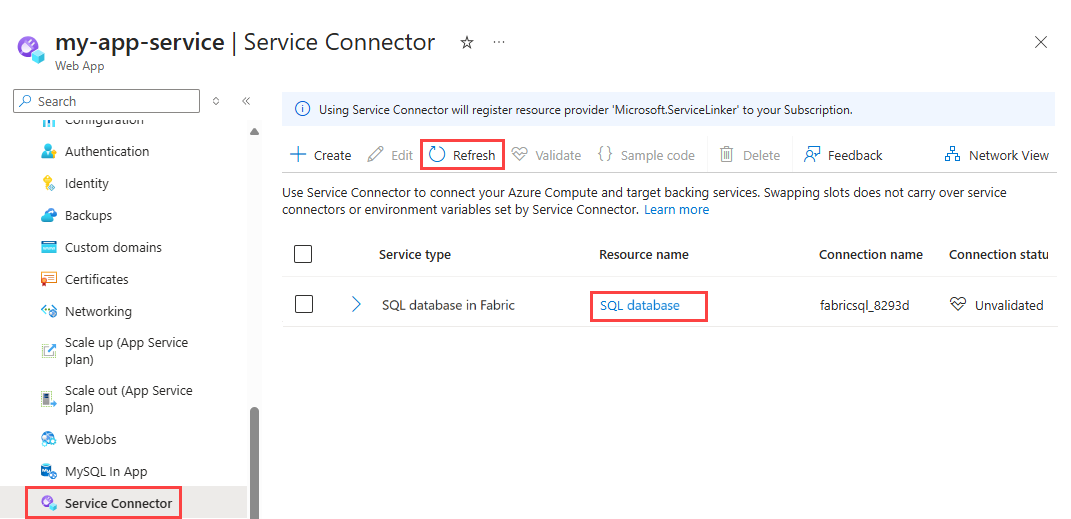 my-app-service | Service Connector
Web App
Search
Configuration
Authentication
Identity
Backups
Custom domains
Certificates
Networking
Scale up (App Service
plan)
Scale out (App Service
plan)
WebJobs
MySQL In App
Service Connector
Using Service Connector will register resource provider 'Microsoft.ServiceLinker' to your Subscription.
Create Edit Refresh Validate Sample code Delete Feedback Network View
Use Service Connector to connect your Azure Compute and target backing services. Swapping slots does not carry over service
connectors or environment variables set by Service Connector. Learn more
Service type Resource name Connection name Connection statu
SQL database in Fabric SQL database fabricsql_8293d Unvalidated